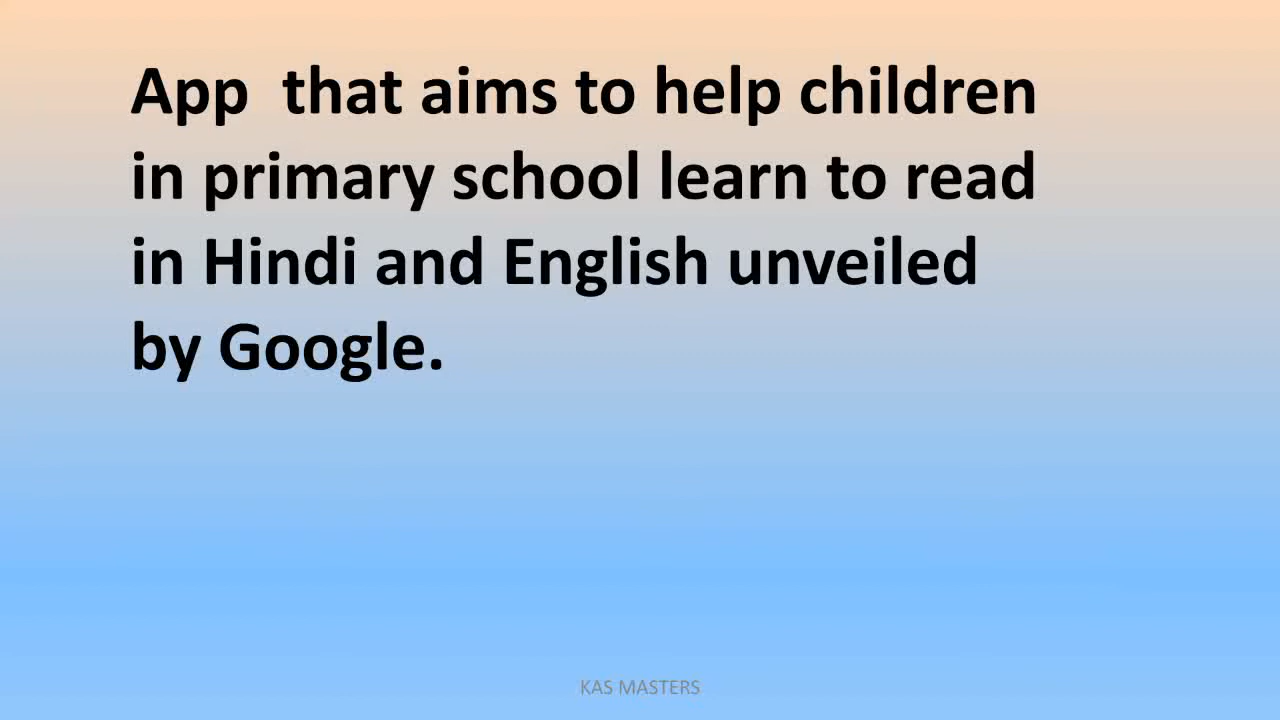 App  that aims to help children
in primary school learn to read
in Hindi and English unveiled
by Google.
KAS MASTERS